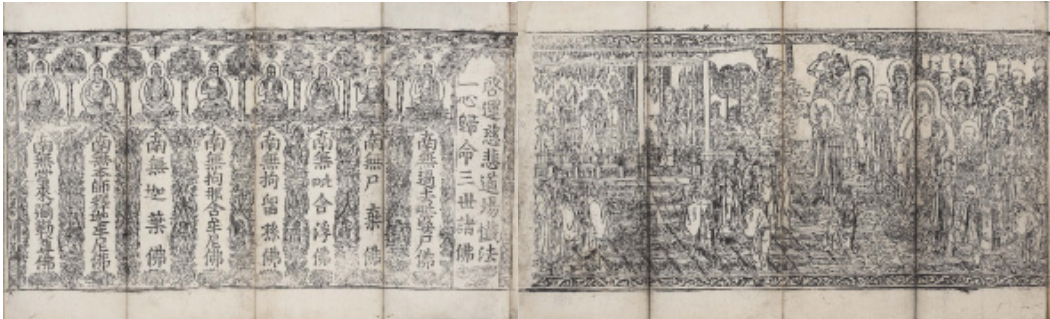 啓運慈悲道場懺法
一心歸命三世諸佛
南無過去毗婆尸佛
南無尸棄佛
南無毗舍浮佛
南無拘留孫佛
南無拘那含牟尼佛
南無迦葉佛
南無本師釋迦牟尼佛
南無當來彌勒尊佛